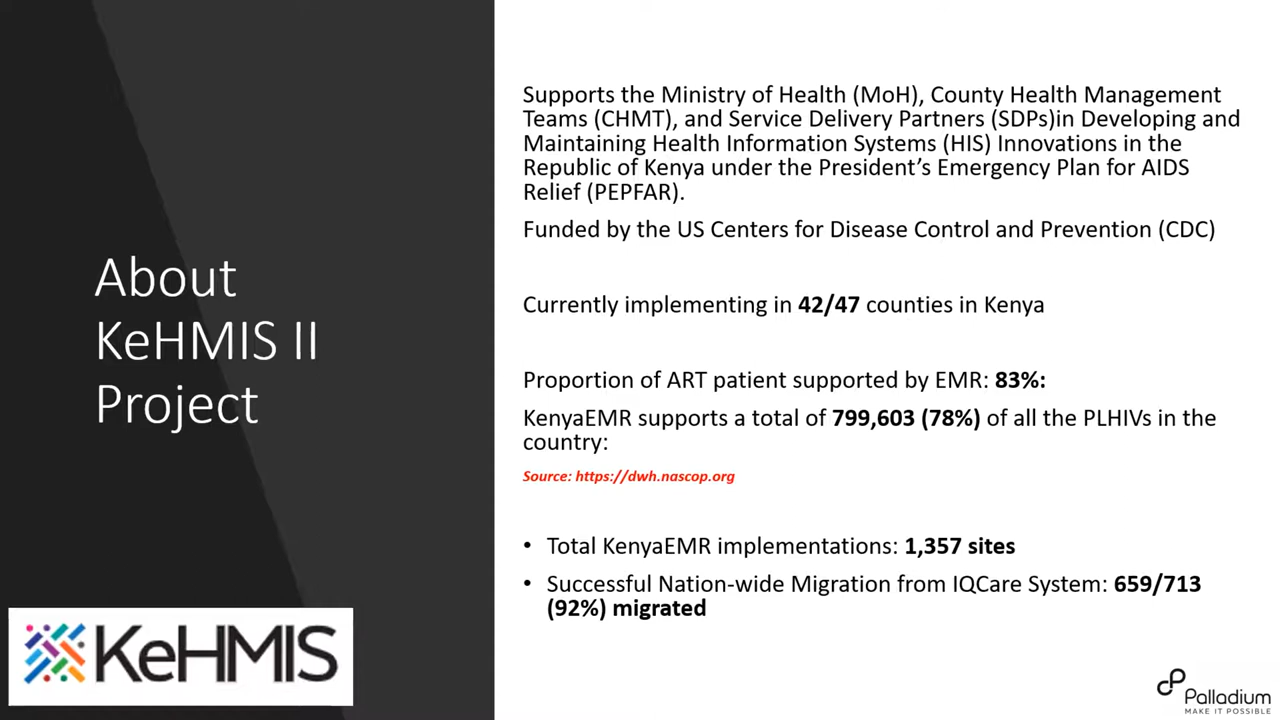 About
KeHMIS II
Project
Supports the Ministry of Health (MoH), County Health Management
Teams (CHMT), and Service Delivery Partners (SDPs)in Developing and
Maintaining Health Information Systems (HIS) Innovations in the
Republic of Kenya under the President’s Emergency Plan for AIDS
Relief (PEPFAR).
Funded by the US Centers for Disease Control and Prevention (CDC)
Currently implementing in 42/47 counties in Kenya
Proportion of ART patient supported by EMR: 83%:
KenyaEMR supports a total of 799,603 (78%) of all the PLHIVs in the
country:
Source: https://dwh.nascop.org
• Total KenyaEMR implementations: 1,357 sites
• Successful Nation-wide Migration from IQCare System: 659/713
(92%) migrated
KeHMIS
Palladium
MAKE IT POSSIBLE